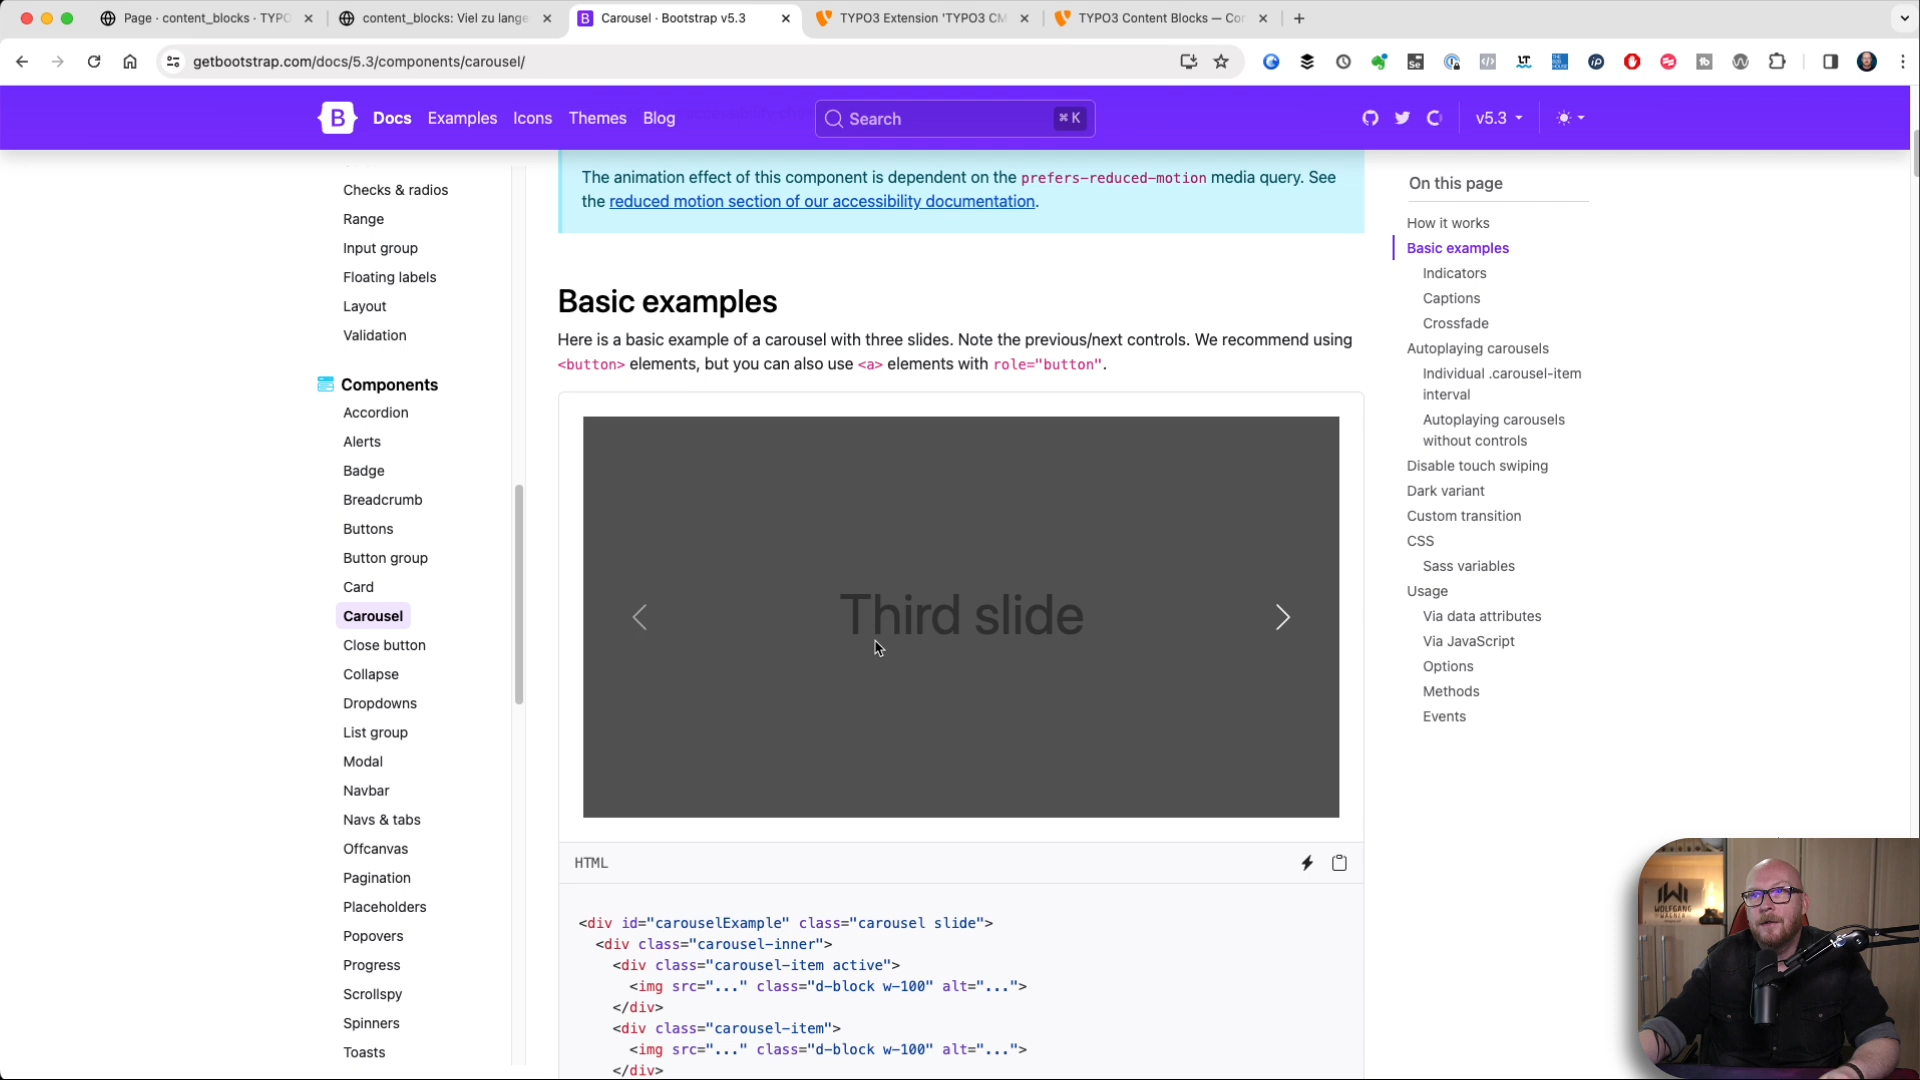 Page · content_blocks · TYPO
content_blocks: Viel zu lange
Carousel · Bootstrap v5.3
TYPO3 Extension 'TYPO3 CM
TYPO3 Content Blocks — Co
getbootstrap.com/docs/5.3/components/carousel/
B
Docs
Examples
Icons
Themes
Blog
Search
⌘ K
v5.3
Checks & radios
Range
Input group
Floating labels
Layout
Validation
Components
Accordion
Alerts
Badge
Breadcrumb
Buttons
Button group
Card
Carousel
Close button
Collapse
Dropdowns
List group
Modal
Navbar
Navs & tabs
Offcanvas
Pagination
Placeholders
Popovers
Progress
Scrollspy
Spinners
Toasts
The animation effect of this component is dependent on the prefers-reduced-motion media query. See
the reduced motion section of our accessibility documentation.
Basic examples
Here is a basic example of a carousel with three slides. Note the previous/next controls. We recommend using
<button> elements, but you can also use <a> elements with role="button".
Third slide
HTML
<div id="carouselExample" class="carousel slide">
<div class="carousel-inner">
<div class="carousel-item active">
<img src="..." class="d-block w-100" alt="...">
</div>
<div class="carousel-item">
<img src="..." class="d-block w-100" alt="...">
</div>
On this page
How it works
Basic examples
Indicators
Captions
Crossfade
Autoplaying carousels
Individual .carousel-item
interval
Autoplaying carousels
without controls
Disable touch swiping
Dark variant
Custom transition
CSS
Sass variables
Usage
Via data attributes
Via JavaScript
Options
Methods
Events
WOLFGANG
WAGNER